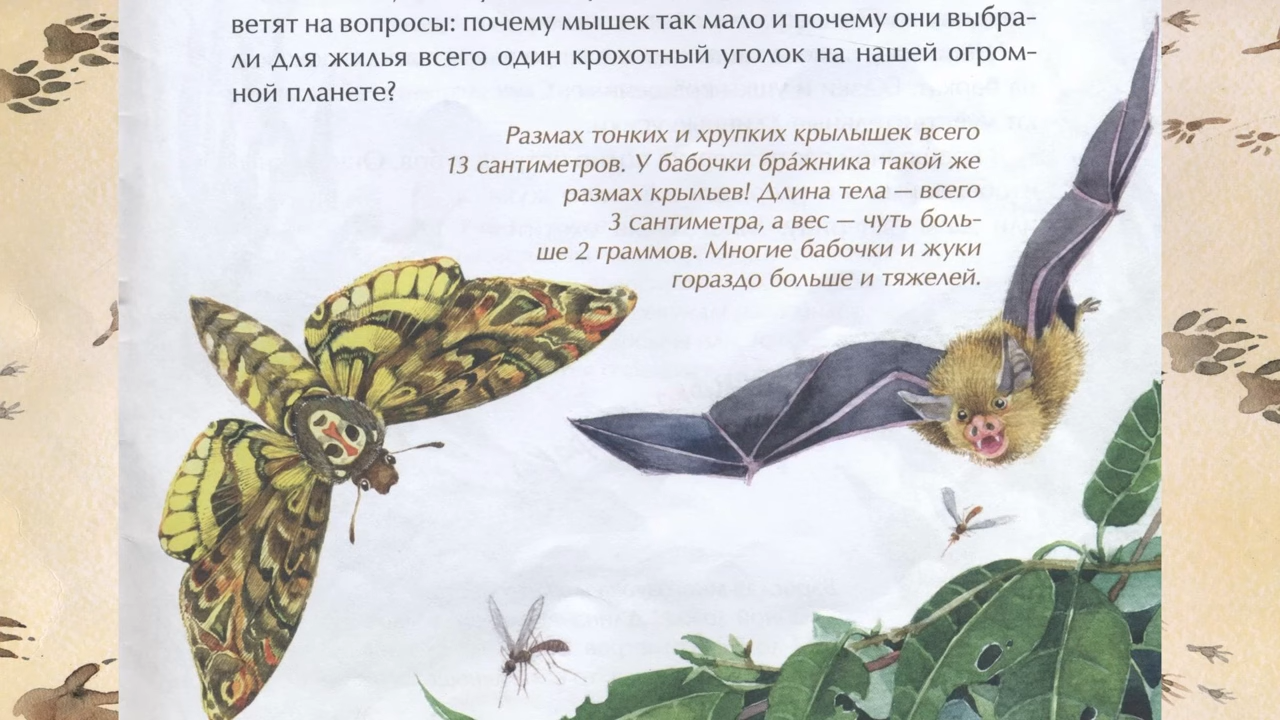 ветят на вопросы: почему мышек так мало и почему они выбра-
ли для жилья всего один крохотный уголок на нашей огром-
ной планете?
Размах тонких и хрупких крылышек всего
13 сантиметров. У бабочки бра́жника такой же
размах крыльев! Длина тела — всего
3 сантиметра, а вес — чуть боль-
ше 2 граммов. Многие бабочки и жуки
гораздо больше и тяжелей.